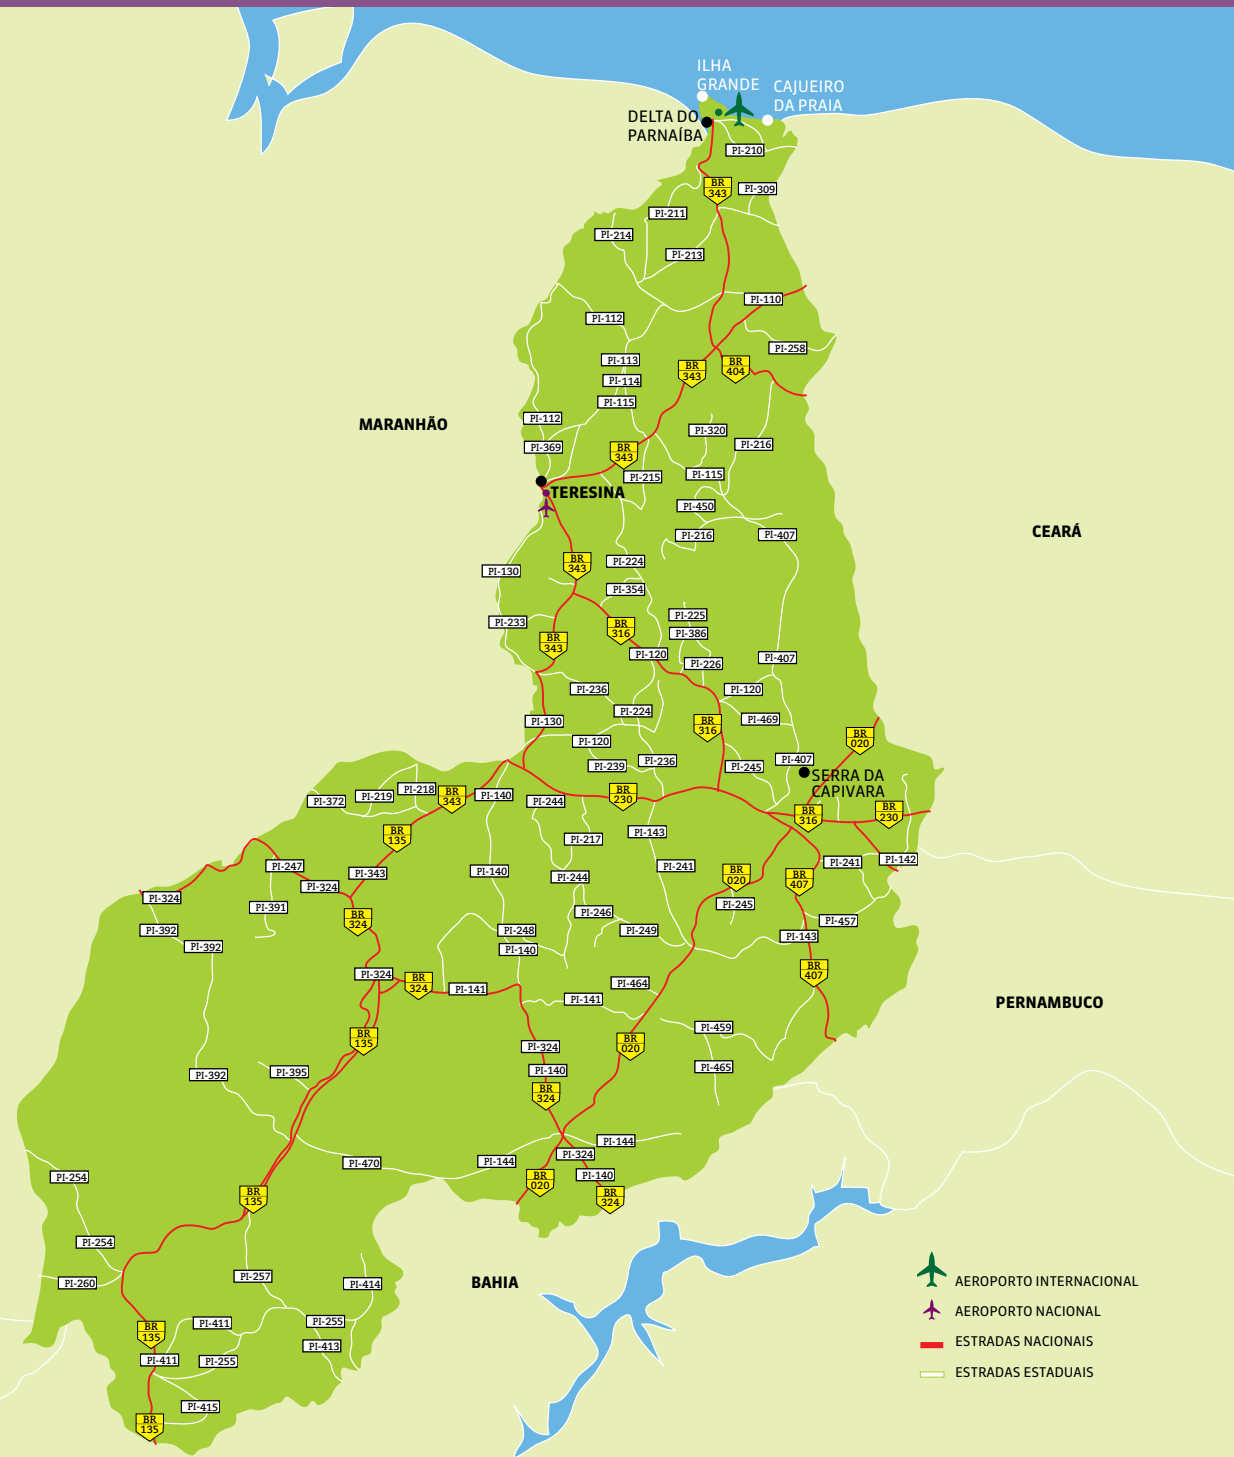 ILHA
GRANDE
CAJUEIRO
DA PRAIA
DELTA DO
PARNAÍBA
PI-210
BR
343
PI-309
PI-211
PI-214
PI-213
PI-110
PI-112
PI-258
PI-113
BR
343
BR
404
PI-114
PI-115
PI-112
MARANHÃO
PI-320
PI-216
PI-369
BR
343
PI-215
PI-115
TERESINA
PI-450
CEARÁ
PI-216
PI-407
BR
343
PI-224
PI-130
PI-354
PI-225
PI-233
BR
316
PI-386
BR
343
PI-120
PI-407
PI-226
PI-236
PI-120
PI-224
PI-130
PI-469
BR
316
BR
020
PI-120
PI-239
PI-236
PI-245
PI-407
SERRA DA
CAPIVARA
PI-372
PI-219
PI-218
BR
343
PI-140
PI-244
BR
230
BR
316
BR
230
BR
135
PI-217
PI-143
PI-247
PI-343
PI-140
PI-241
PI-241
PI-142
PI-324
PI-244
BR
020
BR
407
PI-324
PI-391
PI-246
PI-245
BR
324
PI-392
PI-248
PI-249
PI-457
PI-392
PI-140
PI-143
PI-324
BR
324
PI-141
PI-464
BR
407
PI-141
PERNAMBUCO
BR
135
PI-324
BR
020
PI-459
PI-392
PI-395
PI-140
PI-465
BR
324
PI-144
PI-470
PI-144
PI-324
PI-254
BR
135
BR
020
PI-140
BR
324
PI-254
PI-260
PI-257
PI-414
BAHIA
AEROPORTO INTERNACIONAL
AEROPORTO NACIONAL
BR
135
PI-411
PI-255
PI-413
ESTRADAS NACIONAIS
PI-411
PI-255
ESTRADAS ESTADUAIS
PI-415
BR
135